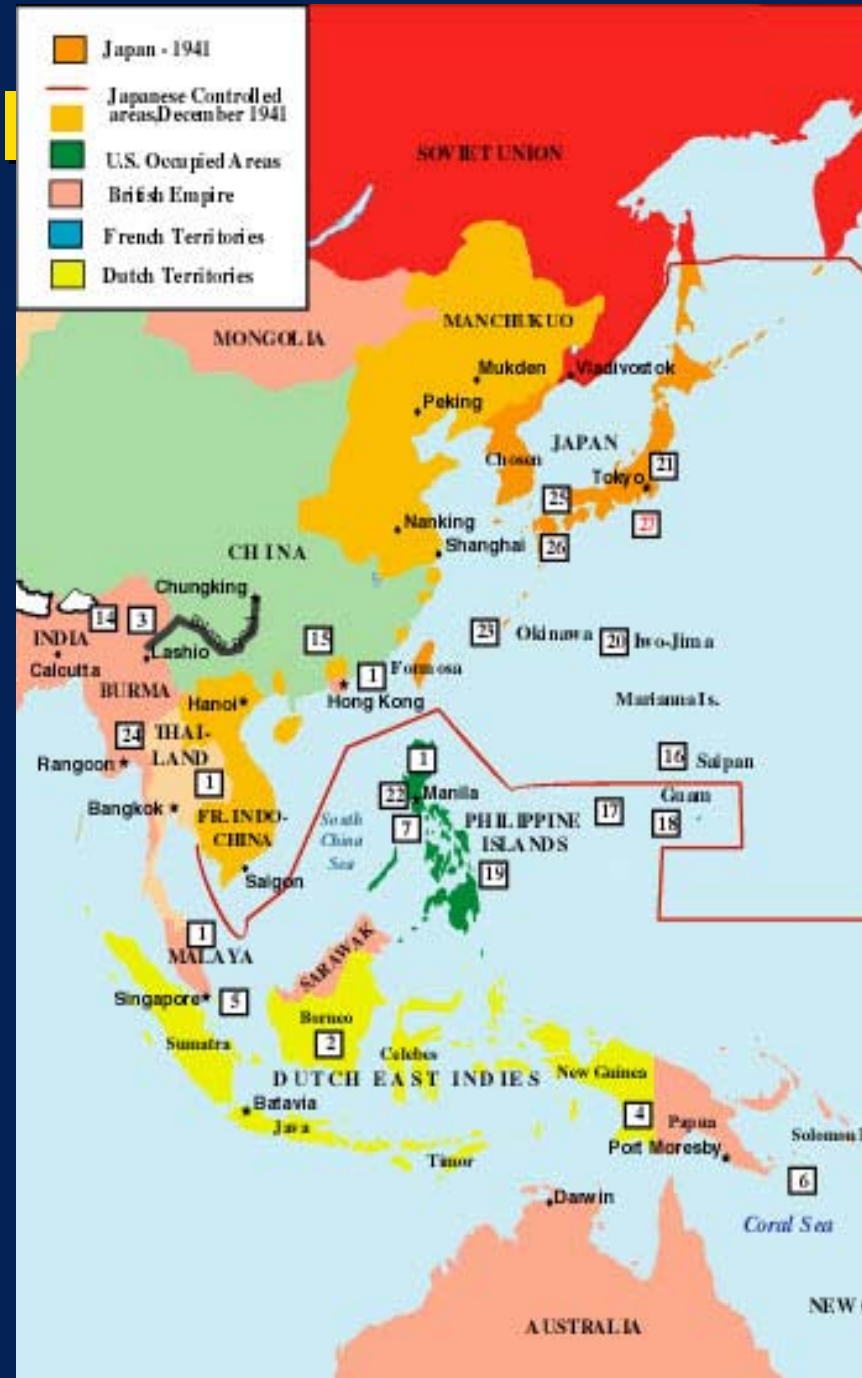 Japan - 1941
Japanese Controlled
areas,December 1941
U.S. Occupied Areas
British Empire
French Territories
Dutch Territories
SOVIET UNION
MONGOLIA
MANCHUKUO
Mukden
Vladivostok
Peking
JAPAN
Chosen
Tokyo
21
25
27
Nanking
Shanghai
26
CHINA
Chungking
14
3
15
23
Okinawa
20
Iwo-Jima
INDIA
Lashio
Calcutta
1
Formosa
BURMA
Hanoi
Hong Kong
Marianna Is.
24
THAI-
LAND
Rangoon
1
1
16
Saipan
Bangkok
FR. INDO-
CHINA
South
China
Sea
22
Manila
7
PHILIPPINE
ISLANDS
17
Guam
18
Saigon
19
1
MALAYA
SARAWAK
Singapore
5
Borneo
2
Sumatra
Celebes
DUTCH EAST INDIES
New Guinea
Batavia
Java
4
Papua
Solomon
Timor
Port Moresby
6
Darwin
Coral Sea
NEW
AUSTRALIA